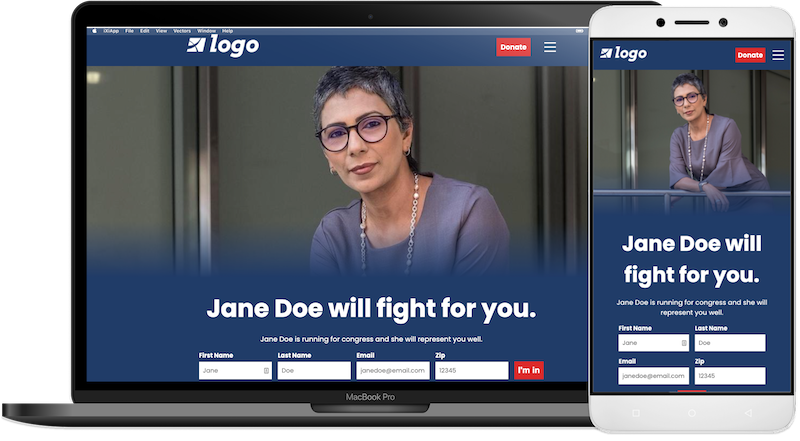 iXiApp File Edit View Vectors Window Help
logo
Donate
Jane Doe will fight for you.
Jane Doe is running for congress and she will represent you well.
First Name Last Name Email Zip
Jane Doe janedoe@email.com 12345 I'm in
MacBook Pro
logo
Donate
Jane Doe will
fight for you.
Jane Doe is running for congress and she will
represent you well.
First Name Last Name
Jane Doe
Email Zip
janedoe@email.com 12345